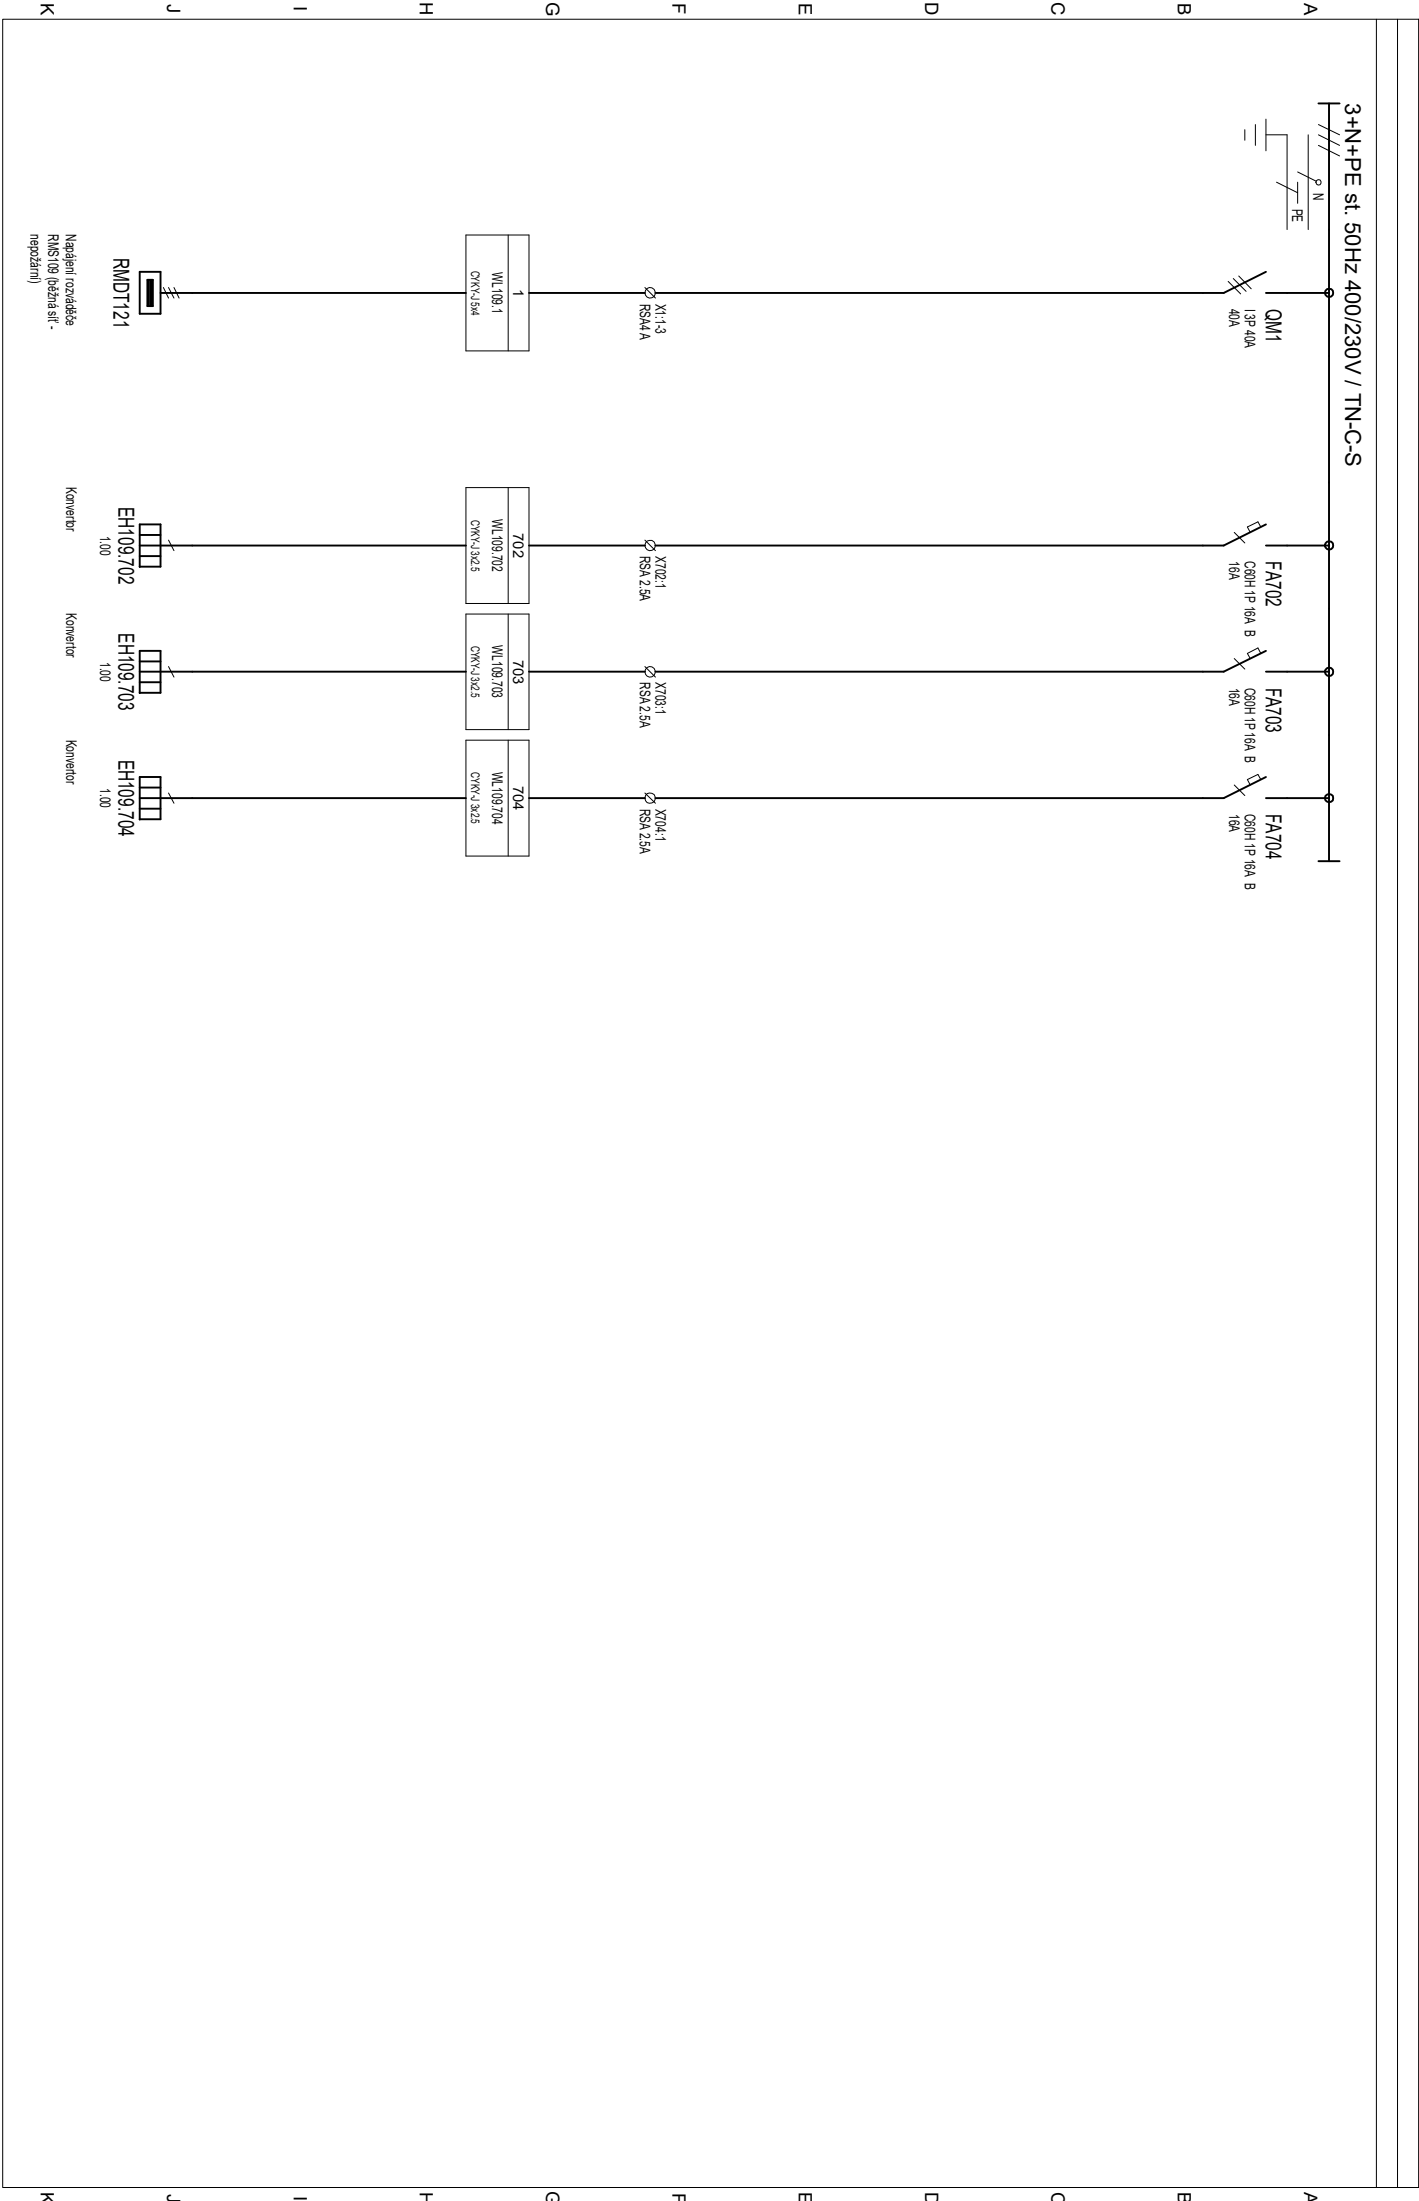 A
B
C
D
E
F
G
H
I
J
K
3+N+PE st. 50Hz 400/230V / TN-C-S
N
PE
QM1
I 3P 40A
40A
FA702
C60H 1P 16A B
16A
FA703
C60H 1P 16A B
16A
FA704
C60H 1P 16A B
16A
X1:1-3
RSA4 A
X702:1
RSA 2.5A
X703:1
RSA 2.5A
X704:1
RSA 2.5A
1
WL109.1
CYKY-J 5x4
702
WL109.702
CYKY-J 3x2.5
703
WL109.703
CYKY-J 3x2.5
704
WL109.704
CYKY-J 3x2.5
RMDT121
EH109.702
1.00
EH109.703
1.00
EH109.704
1.00
Napájení rozváděče
RMS109 (běžná síť -
nepožární)
Konvertor
Konvertor
Konvertor
A
B
C
D
E
F
G
H
I
J
K